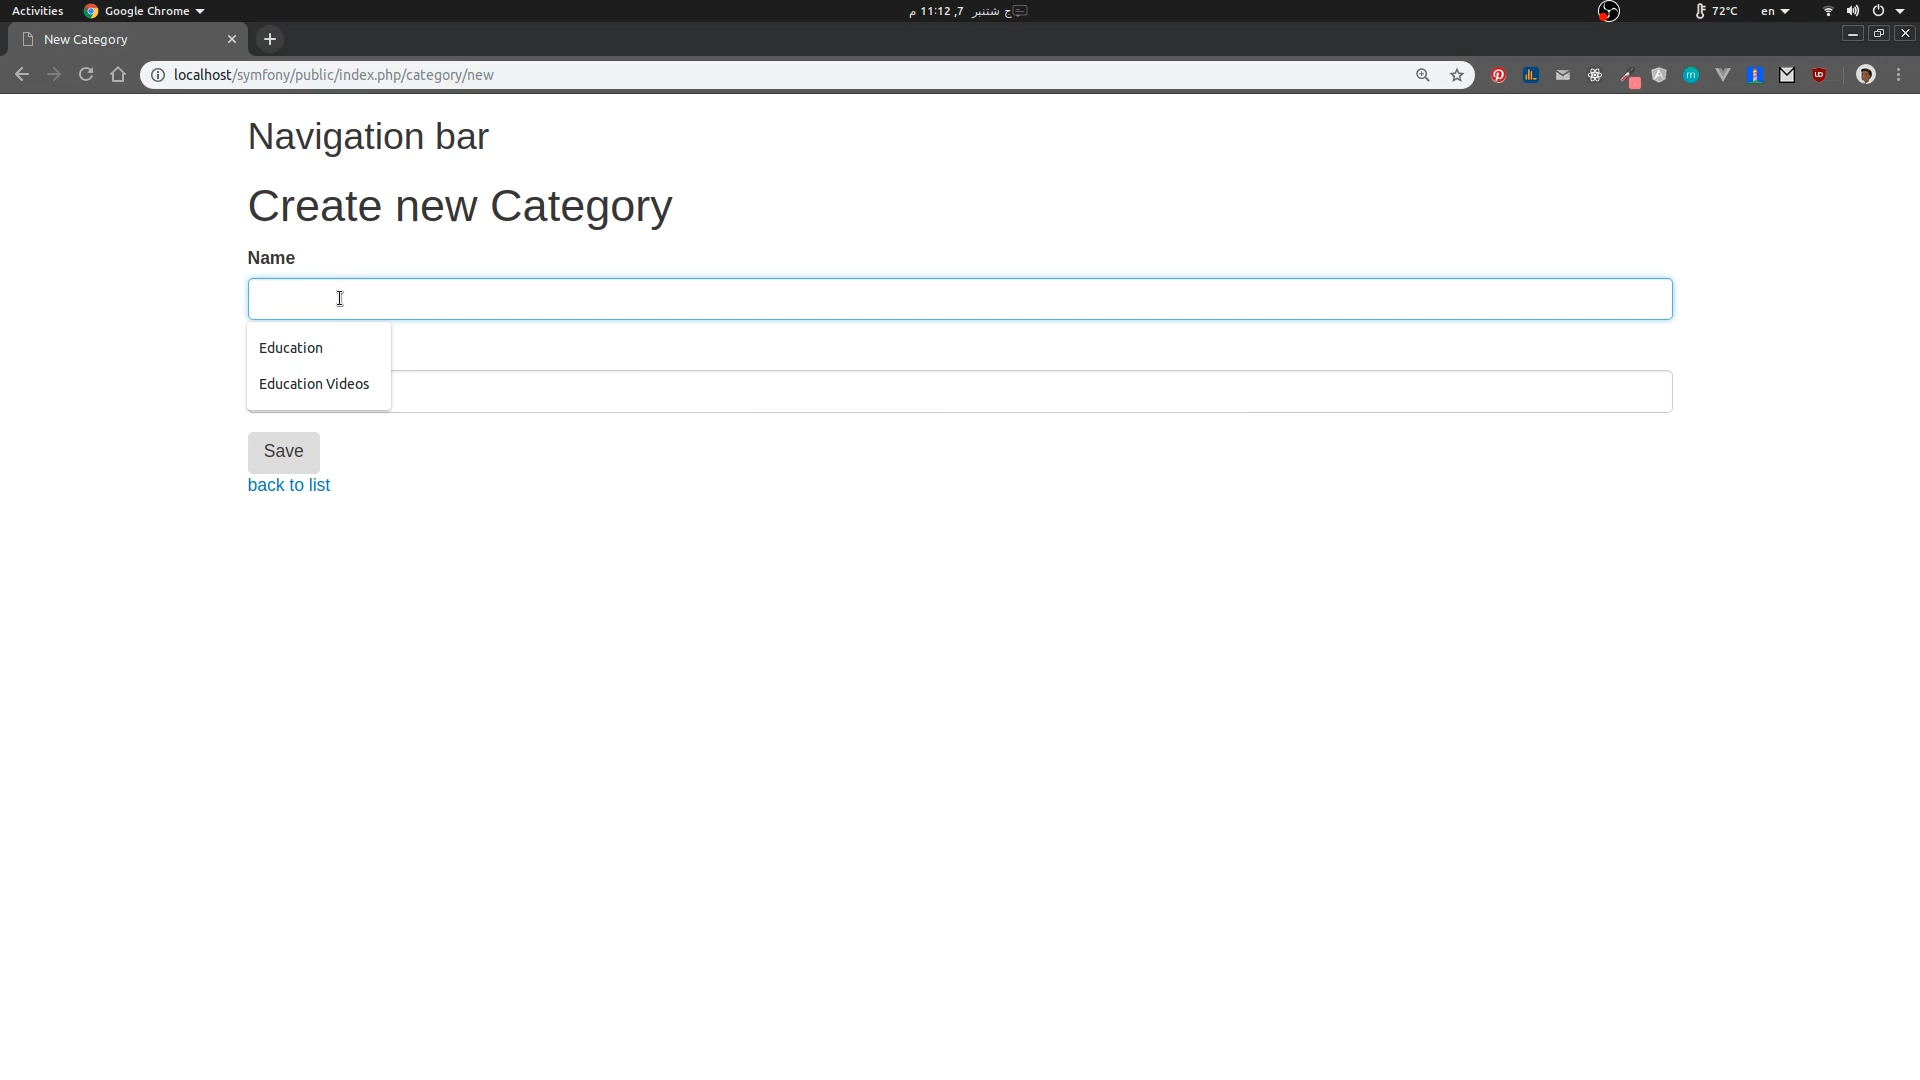 Activities
Google Chrome
ج شتنبر 7, 11:12 م
72°C
en
New Category
localhost/symfony/public/index.php/category/new
Navigation bar
Create new Category
Name
Education
Education Videos
Save
back to list